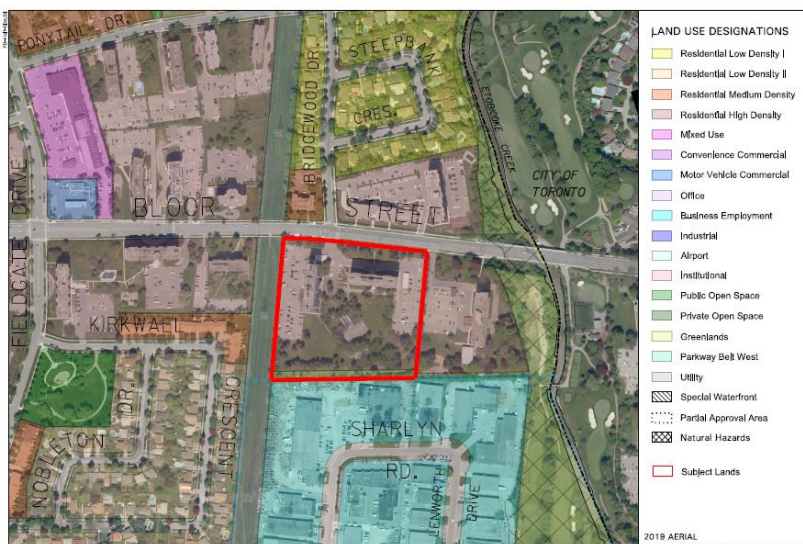 PONYTAIL DR.
STEEPBANK
CRES.
BRIDGEWOOD DR.
ETOBICOKE CREEK
CITY OF
TORONTO
FIELDGATE DRIVE
BLOOR
STREET
KIRKWALL
CRESCENT
NOBLETON
DR.
SHARLYN
RD.
LENWORTH
DRIVE
LAND USE DESIGNATIONS
Residential Low Density I
Residential Low Density II
Residential Medium Density
Residential High Density
Mixed Use
Convenience Commercial
Motor Vehicle Commercial
Office
Business Employment
Industrial
Airport
Institutional
Public Open Space
Private Open Space
Greenlands
Parkway Belt West
Utility
Special Waterfront
Partial Approval Area
Natural Hazards
Subject Lands
2019 AERIAL